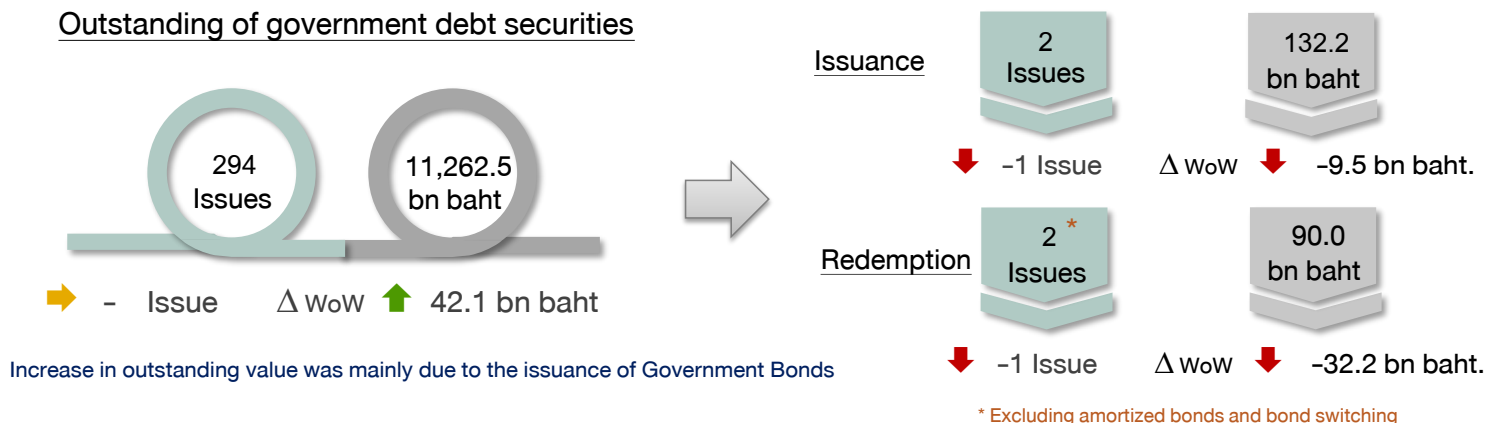 Outstanding of government debt securities
294
Issues
11,262.5
bn baht
- Issue
Δ WoW 42.1 bn baht
Increase in outstanding value was mainly due to the issuance of Government Bonds
Issuance
2
Issues
132.2
bn baht
-1 Issue
Δ WoW -9.5 bn baht.
Redemption
2 *
Issues
90.0
bn baht
-1 Issue
Δ WoW -32.2 bn baht.
* Excluding amortized bonds and bond switching